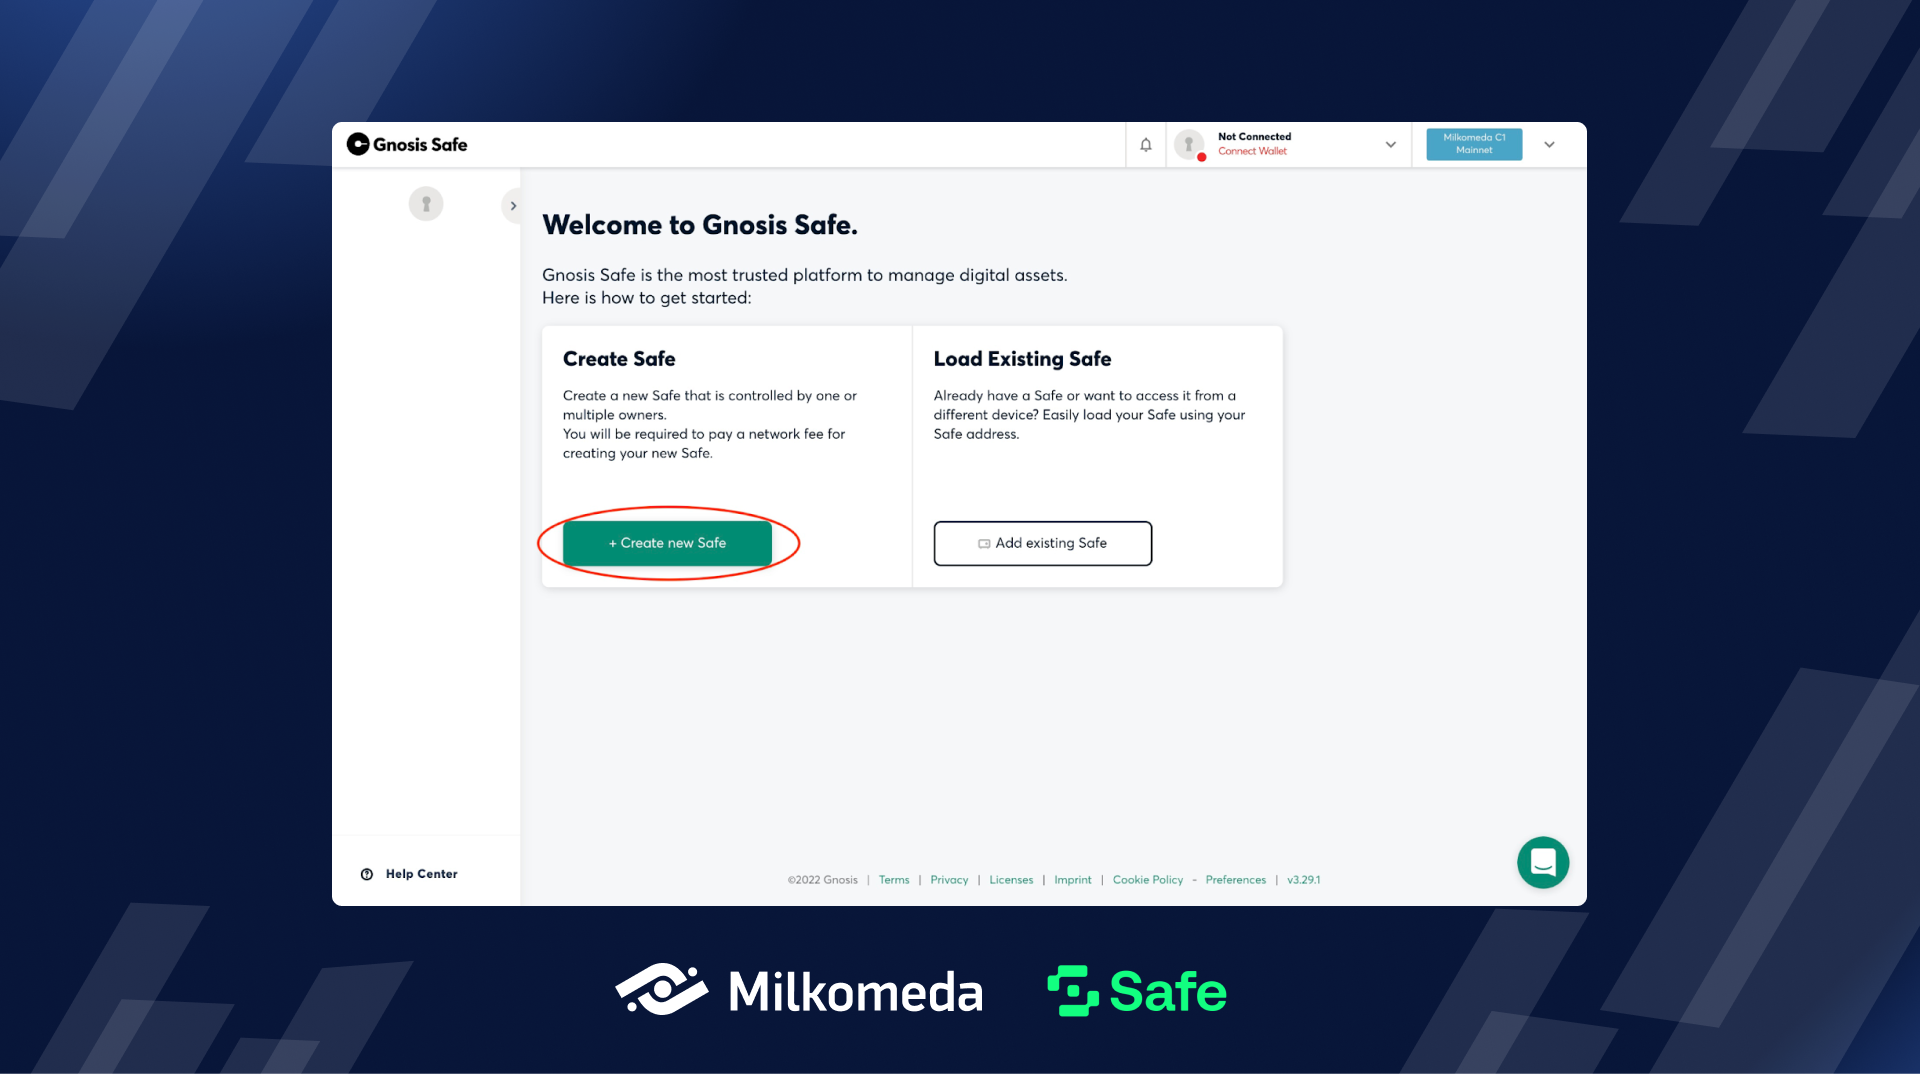 Gnosis Safe
Not Connected
Connect Wallet
Milkomeda C1
Mainnet
Welcome to Gnosis Safe.
Gnosis Safe is the most trusted platform to manage digital assets.
Here is how to get started:
Create Safe
Create a new Safe that is controlled by one or
multiple owners.
You will be required to pay a network fee for
creating your new Safe.
+ Create new Safe
Load Existing Safe
Already have a Safe or want to access it from a
different device? Easily load your Safe using your
Safe address.
Add existing Safe
Help Center
©2022 Gnosis | Terms | Privacy | Licenses | Imprint | Cookie Policy - Preferences | v3.29.1
Milkomeda
Safe